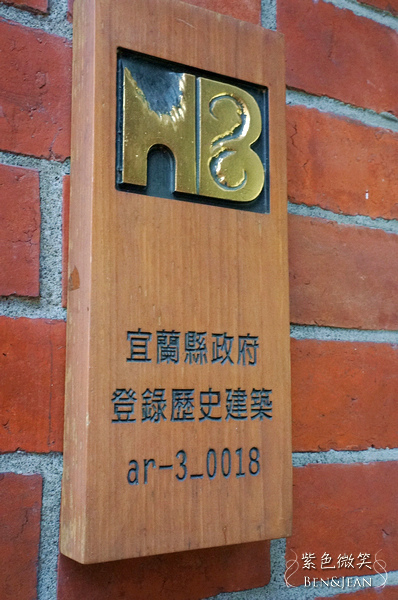 HB
宜蘭縣政府
登錄歷史建築
ar-3_0018
紫色微笑
BEN&JEAN